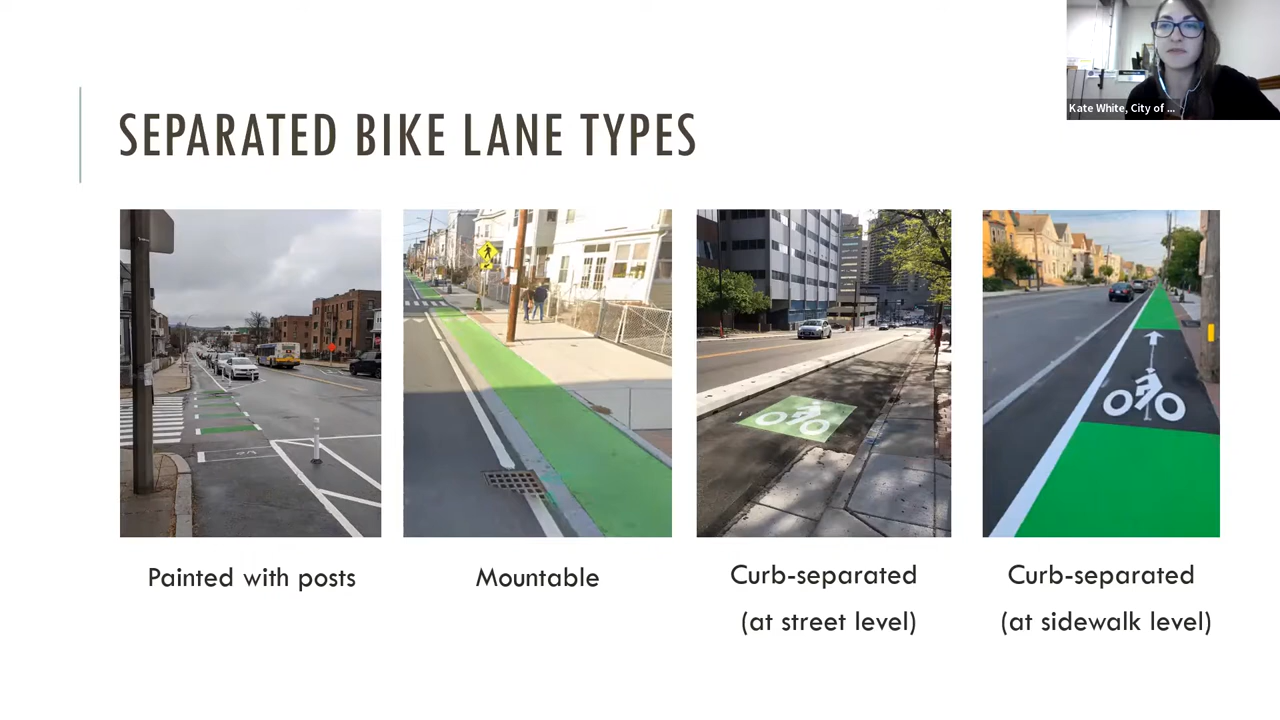 Kate White, City of ...
SEPARATED BIKE LANE TYPES
Painted with posts
Mountable
Curb-separated
(at street level)
Curb-separated
(at sidewalk level)